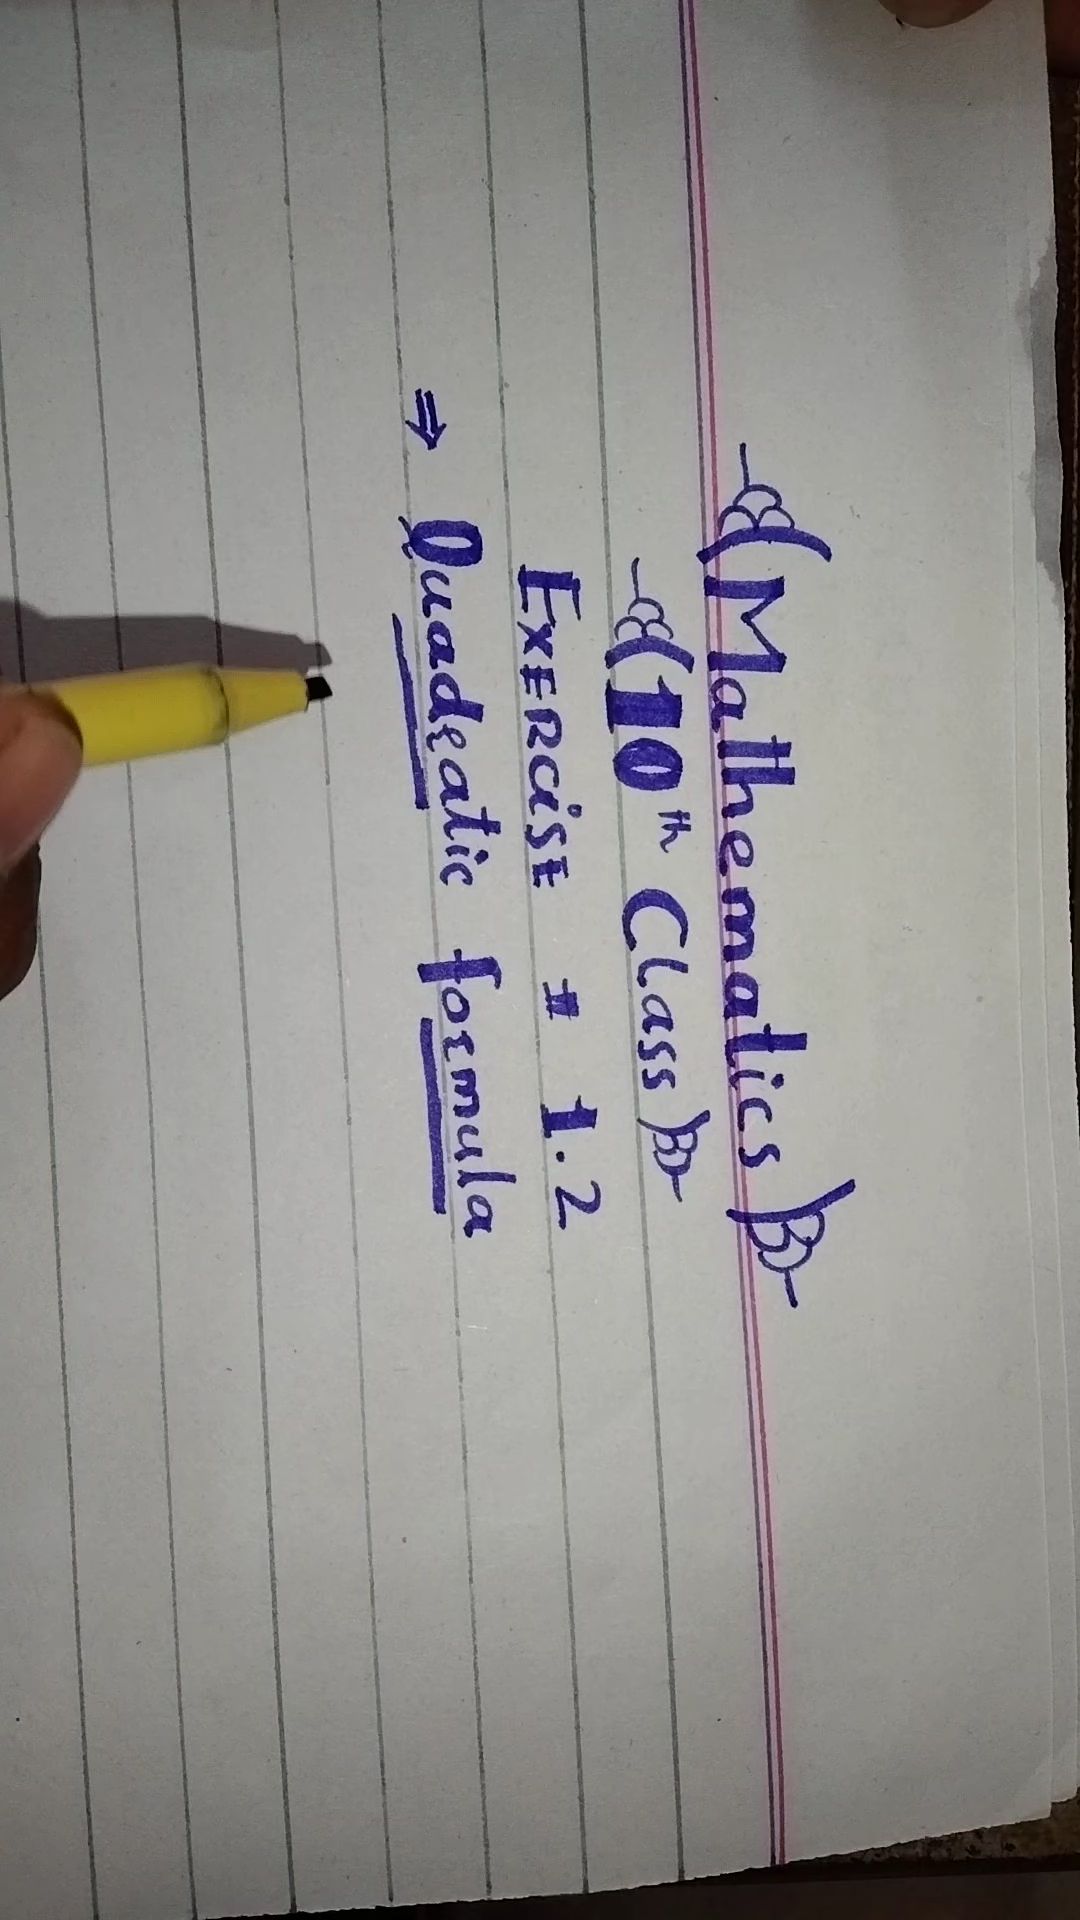 (Mathematics)
(10th Class)
EXERCISE # 1.2
⇒ Quadratic formula